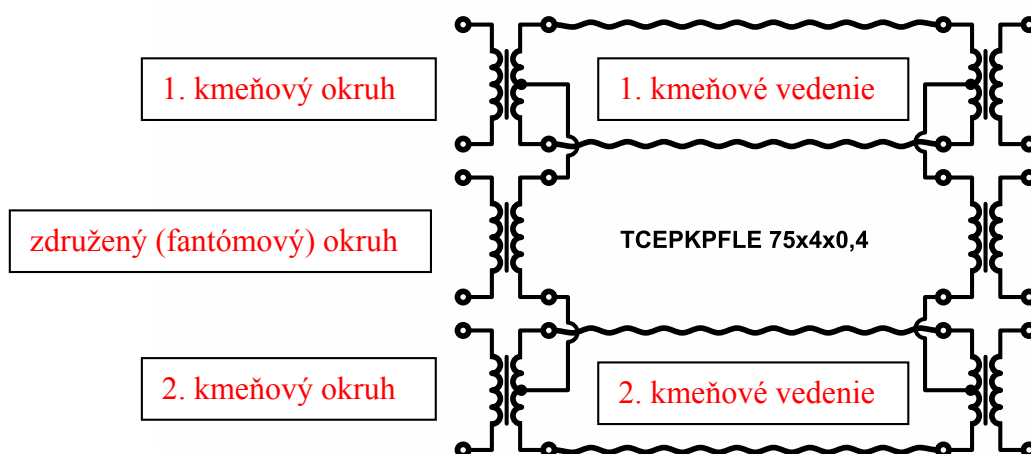 1. kmeňový okruh
1. kmeňové vedenie
združený (fantómový) okruh
TCEPKPFLE 75x4x0,4
2. kmeňový okruh
2. kmeňové vedenie